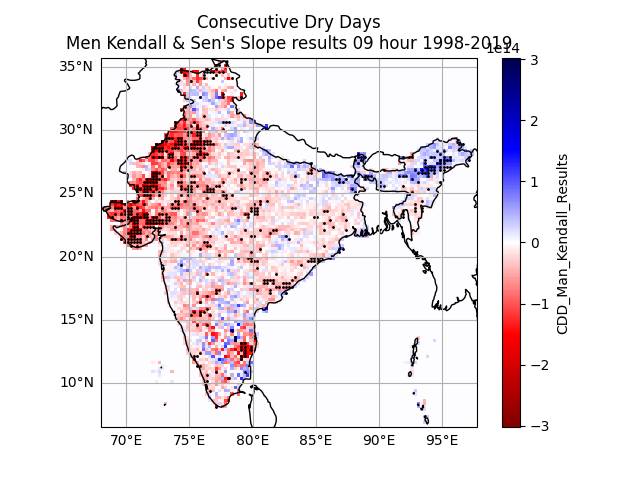 Consecutive Dry Days
Men Kendall & Sen's Slope results 09 hour 1998-2019
1e14
35°N
30°N
25°N
20°N
15°N
10°N
70°E 75°E 80°E 85°E 90°E 95°E
3
2
1
0
−1
−2
−3
CDD_Man_Kendall_Results